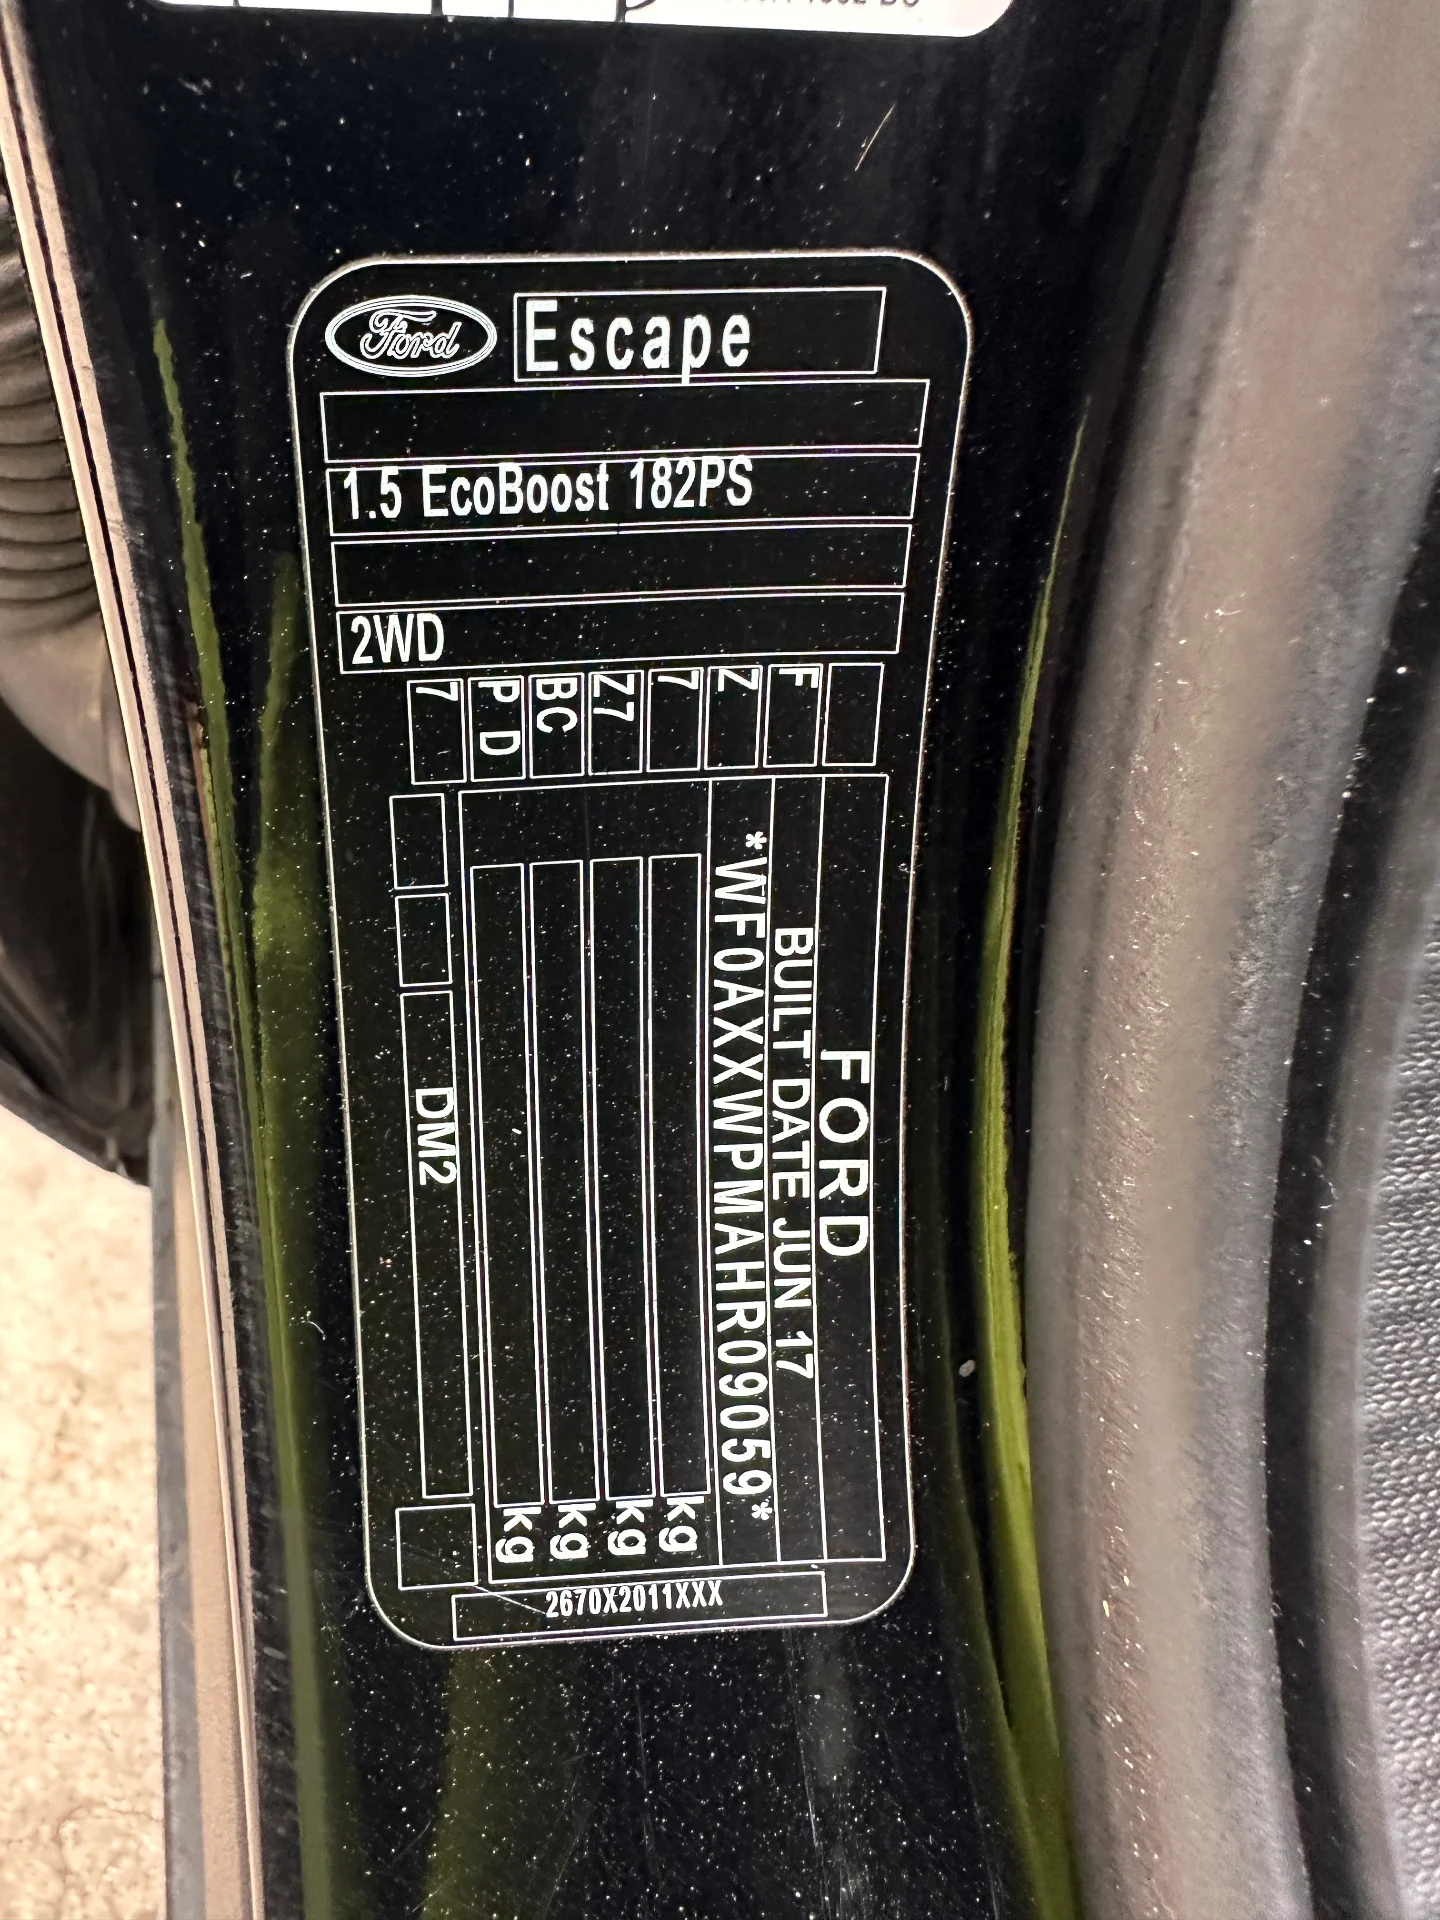 Ford
Escape
1.5 EcoBoost 182PS
2WD
7
P D
BC
Z7
7
Z
F
FORD
BUILT DATE JUN 17
*WF0AXXWPMAHR09059*
kg
kg
kg
kg
DM2
2670X2011XXX